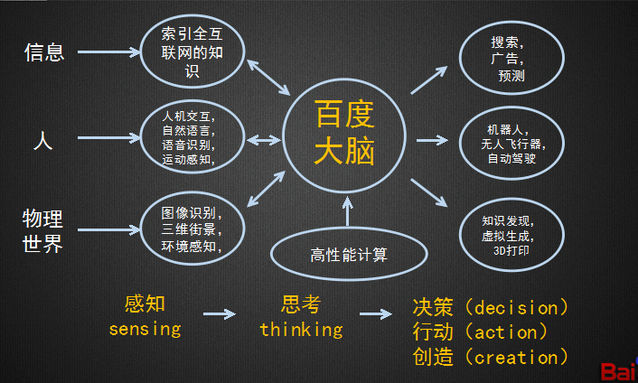 信息
索引全互
联网的知
识
搜索，
广告，
预测
人
人机交互，
自然语言，
语音识别，
运动感知，
百度
大脑
机器人，
无人飞行器，
自动驾驶
物理
世界
图像识别，
三维街景，
环境感知，
高性能计算
知识发现，
虚拟生成，
3D打印
感知
sensing
思考
thinking
决策（decision）
行动（action）
创造（creation）
Bai